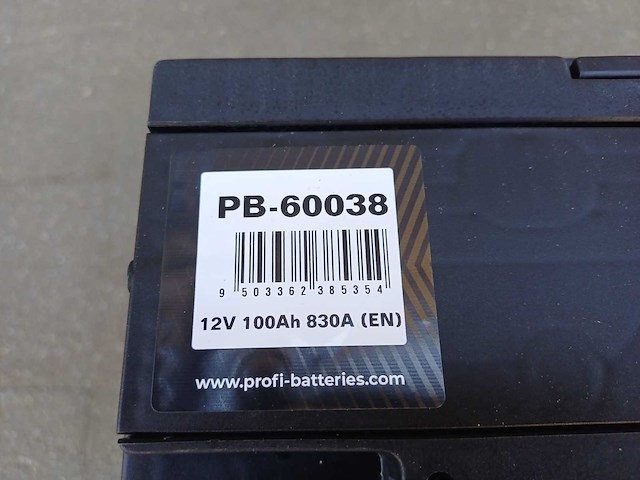 PB-60038
9 503362 385354
12V 100Ah 830A (EN)
www.profi-batteries.com